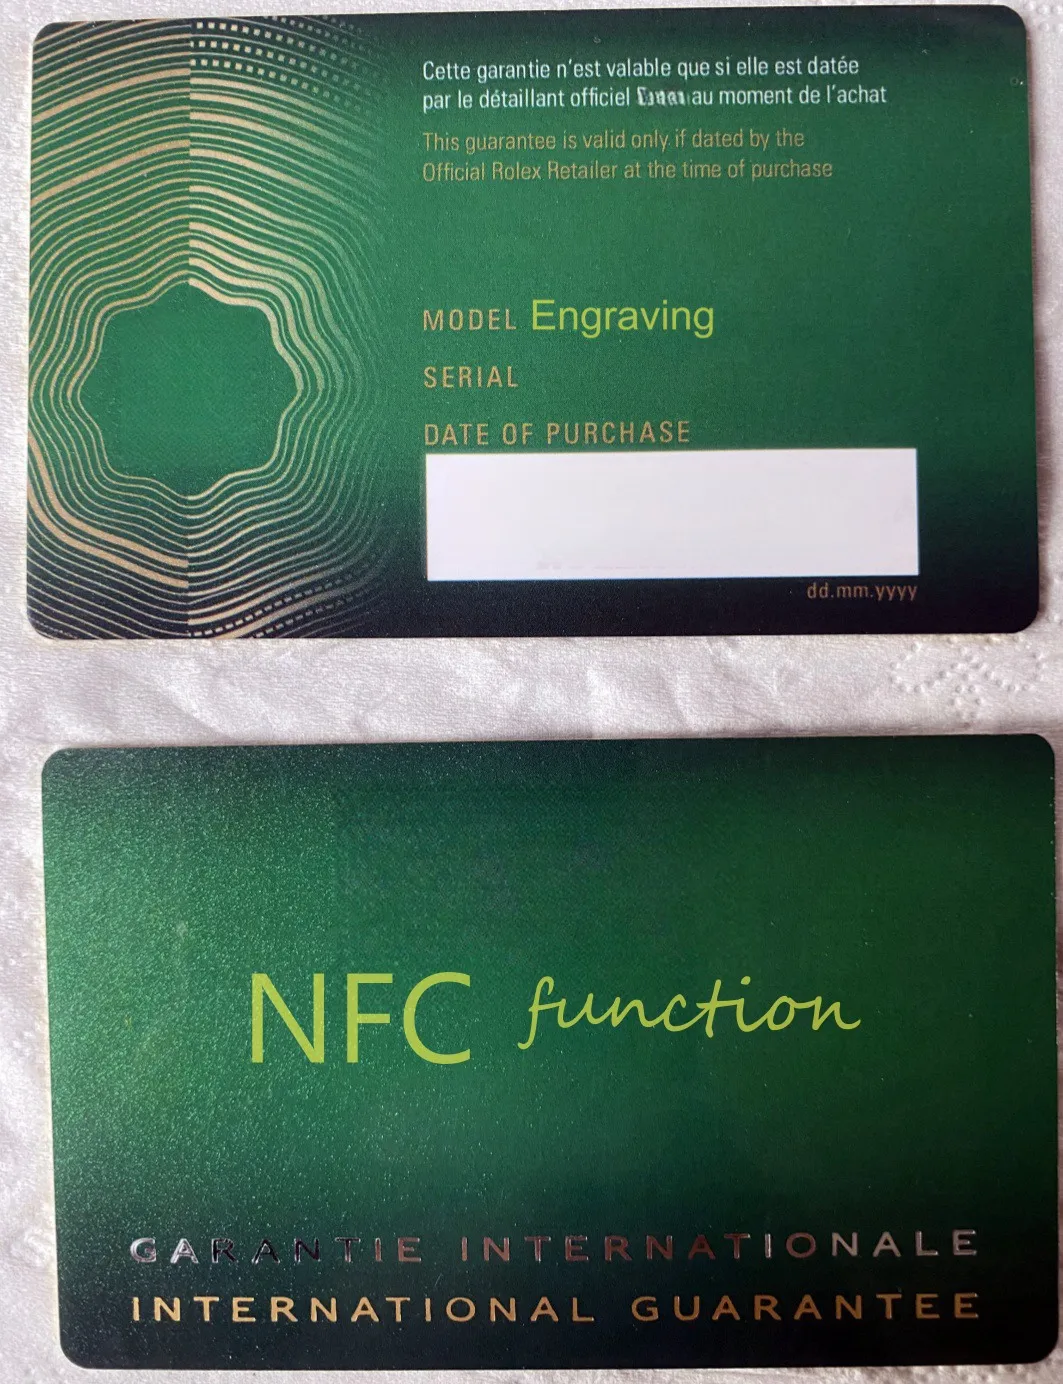 Cette garantie n'est valable que si elle est datée
par le détaillant officiel au moment de l'achat
This guarantee is valid only if dated by the
Official Rolex Retailer at the time of purchase
MODEL Engraving
SERIAL
DATE OF PURCHASE
dd.mm.yyyy
NFC function
GARANTIE INTERNATIONALE
INTERNATIONAL GUARANTEE